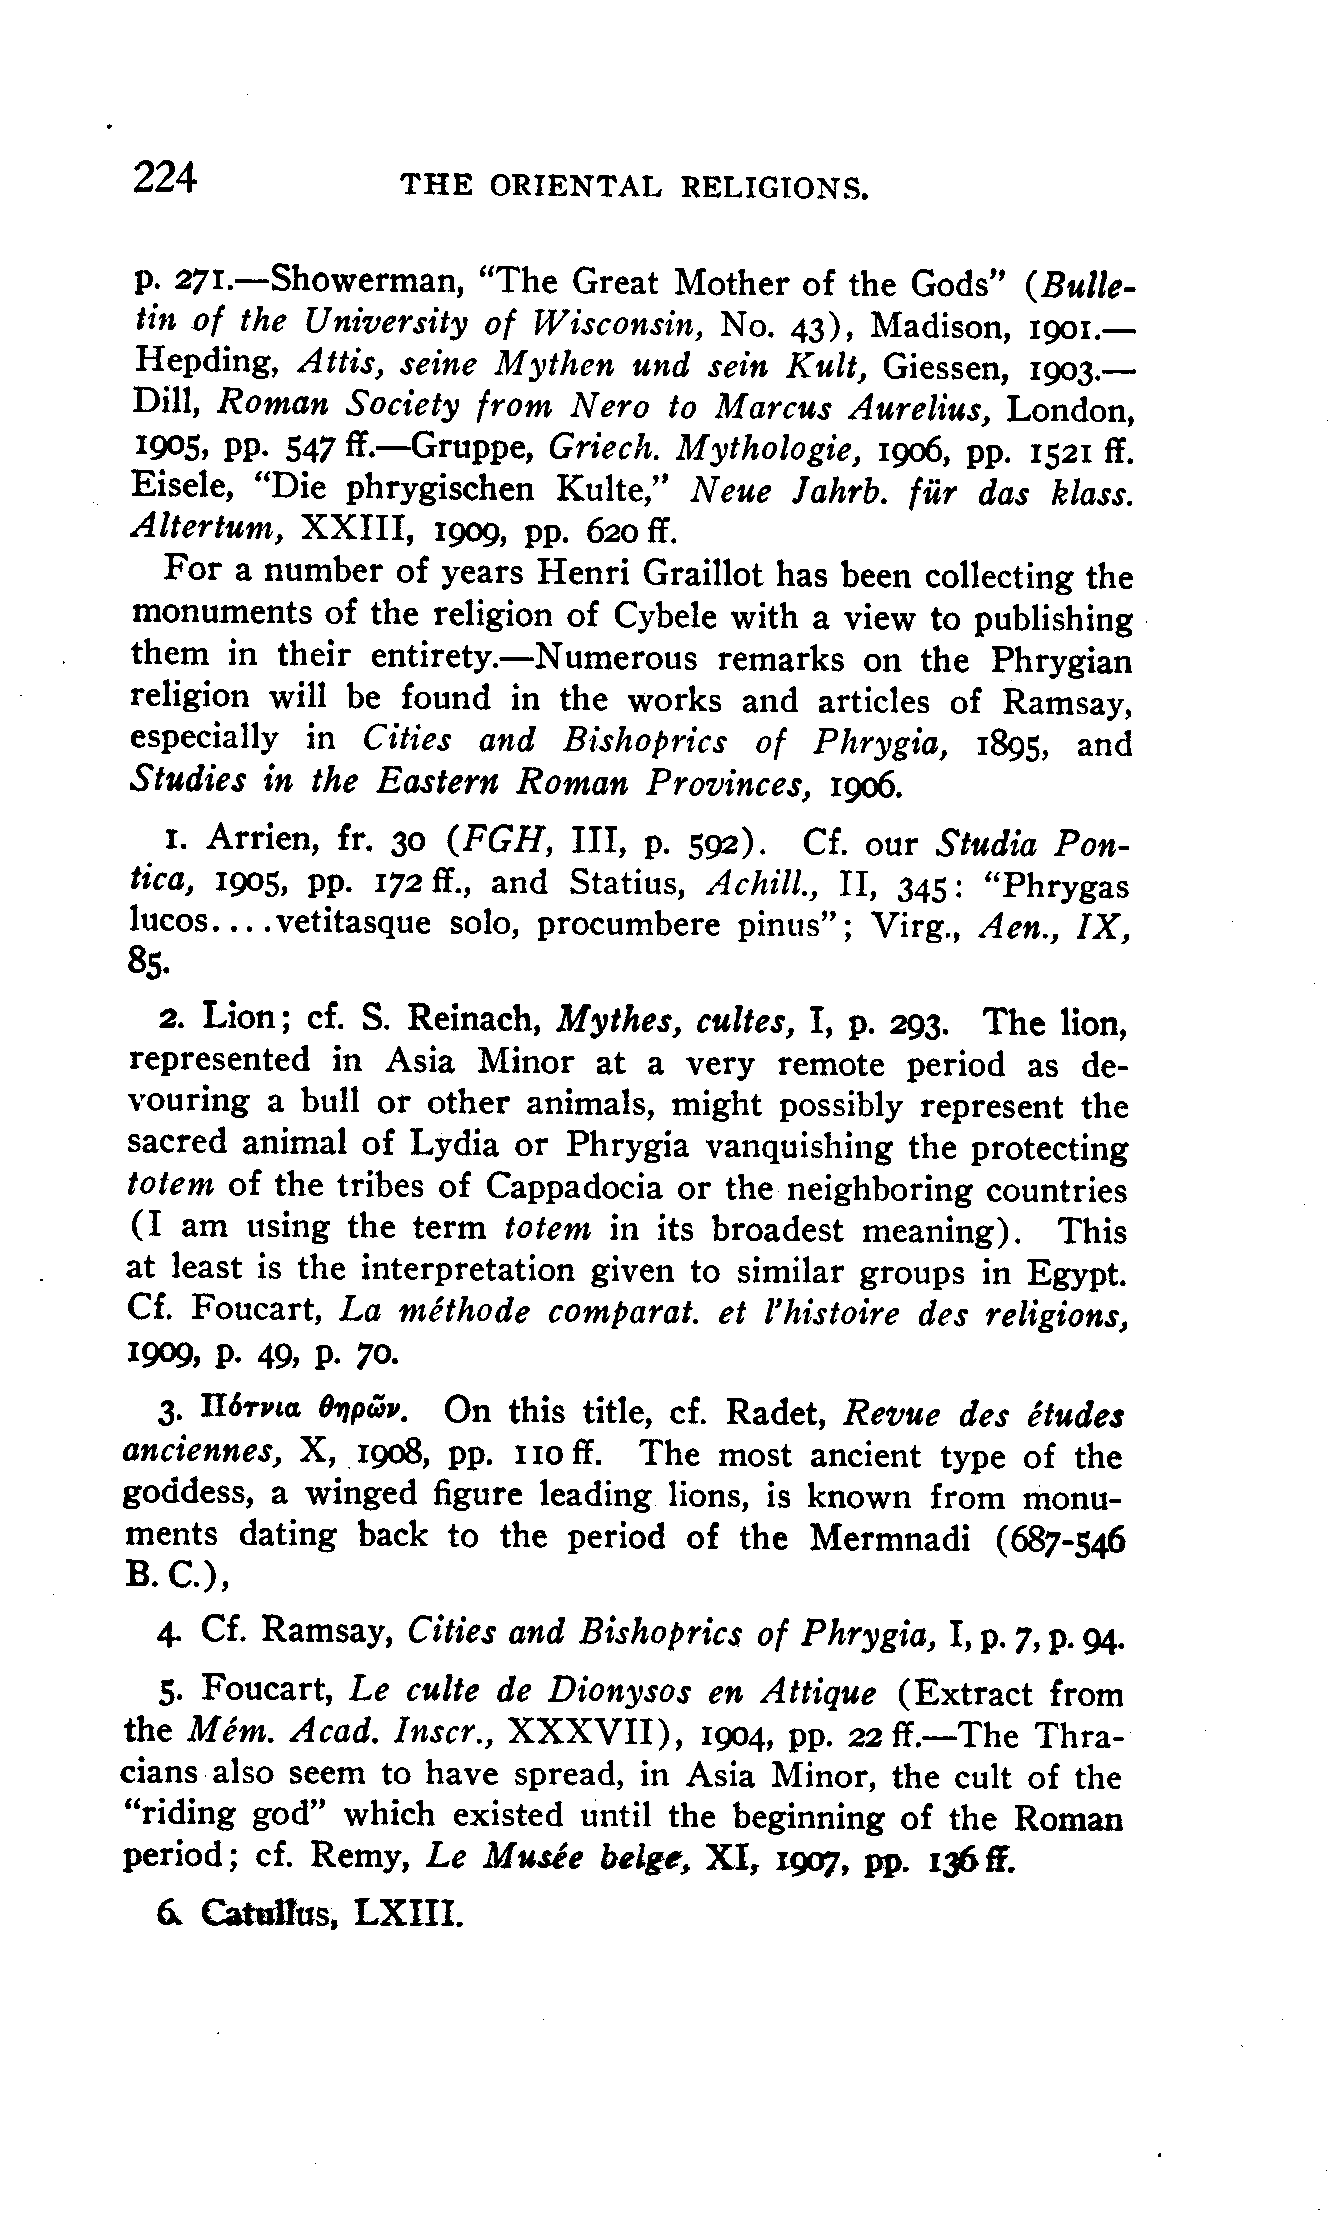 224
THE ORIENTAL RELIGIONS.
p. 271.—Showerman, “The Great Mother of the Gods” (Bulle-
tin of the University of Wisconsin, No. 43), Madison, 1901.—
Hepding, Attis, seine Mythen und sein Kult, Giessen, 1903.—
Dill, Roman Society from Nero to Marcus Aurelius, London,
1905, pp. 547 ff.—Gruppe, Griech. Mythologie, 1906, pp. 1521 ff.
Eisele, “Die phrygischen Kulte,” Neue Jahrb. für das klass.
Altertum, XXIII, 1909, pp. 620 ff.
For a number of years Henri Graillot has been collecting the
monuments of the religion of Cybele with a view to publishing
them in their entirety.—Numerous remarks on the Phrygian
religion will be found in the works and articles of Ramsay,
especially in Cities and Bishoprics of Phrygia, 1895, and
Studies in the Eastern Roman Provinces, 1906.
1. Arrien, fr. 30 (FGH, III, p. 592). Cf. our Studia Pon-
tica, 1905, pp. 172 ff., and Statius, Achill., II, 345: “Phrygas
lucos....vetitasque solo, procumbere pinus”; Virg., Aen., IX,
85.
2. Lion; cf. S. Reinach, Mythes, cultes, I, p. 293. The lion,
represented in Asia Minor at a very remote period as de-
vouring a bull or other animals, might possibly represent the
sacred animal of Lydia or Phrygia vanquishing the protecting
totem of the tribes of Cappadocia or the neighboring countries
(I am using the term totem in its broadest meaning). This
at least is the interpretation given to similar groups in Egypt.
Cf. Foucart, La méthode comparat. et l'histoire des religions,
1909, p. 49, p. 70.
3. Πότνια θηρῶν. On this title, cf. Radet, Revue des études
anciennes, X, 1908, pp. 110 ff. The most ancient type of the
goddess, a winged figure leading lions, is known from monu-
ments dating back to the period of the Mermnadi (687-546
B. C.),
4. Cf. Ramsay, Cities and Bishoprics of Phrygia, I, p. 7, p. 94.
5. Foucart, Le culte de Dionysos en Attique (Extract from
the Mém. Acad. Inscr., XXXVII), 1904, pp. 22 ff.—The Thra-
cians also seem to have spread, in Asia Minor, the cult of the
“riding god” which existed until the beginning of the Roman
period; cf. Remy, Le Musée belge, XI, 1907, pp. 136 ff.
6. Catullus, LXIII.